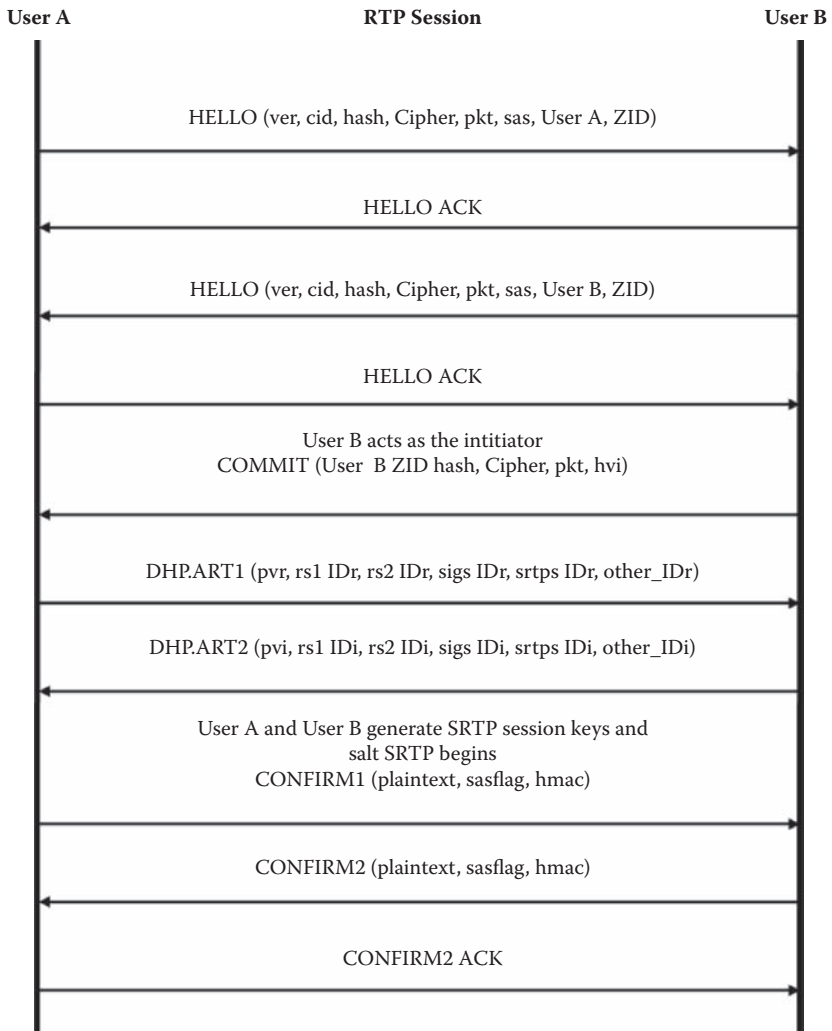 User A RTP Session User B
HELLO (ver, cid, hash, Cipher, pkt, sas, User A, ZID)
HELLO ACK
HELLO (ver, cid, hash, Cipher, pkt, sas, User B, ZID)
HELLO ACK
User B acts as the intitiator
COMMIT (User B ZID hash, Cipher, pkt, hvi)
DHP.ART1 (pvr, rs1 IDr, rs2 IDr, sigs IDr, srtps IDr, other_IDr)
DHP.ART2 (pvi, rs1 IDi, rs2 IDi, sigs IDi, srtps IDi, other_IDi)
User A and User B generate SRTP session keys and
salt SRTP begins
CONFIRM1 (plaintext, sasflag, hmac)
CONFIRM2 (plaintext, sasflag, hmac)
CONFIRM2 ACK